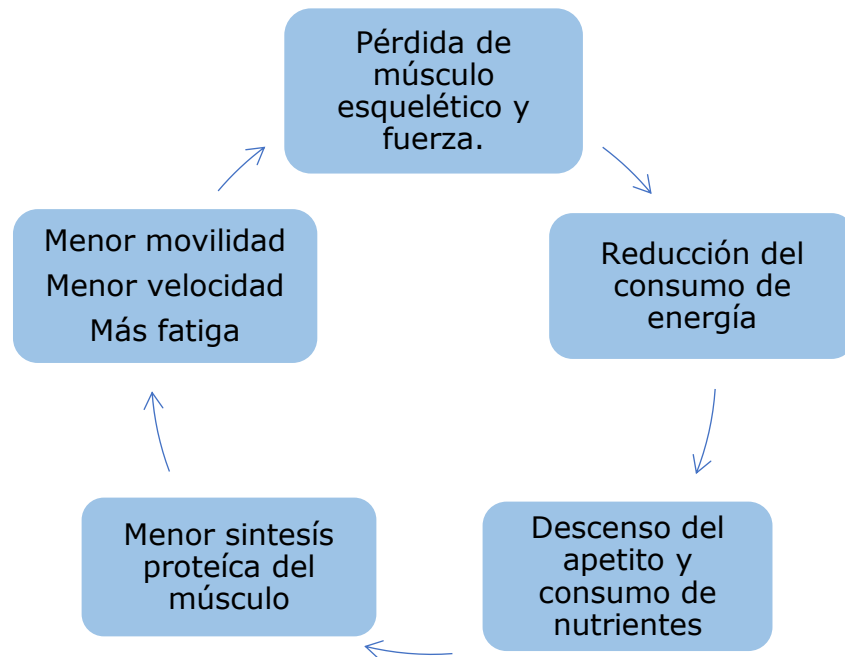 Pérdida de
músculo
esquelético y
fuerza.
Reducción del
consumo de
energía
Descenso del
apetito y
consumo de
nutrientes
Menor sintesís
proteíca del
músculo
Menor movilidad
Menor velocidad
Más fatiga